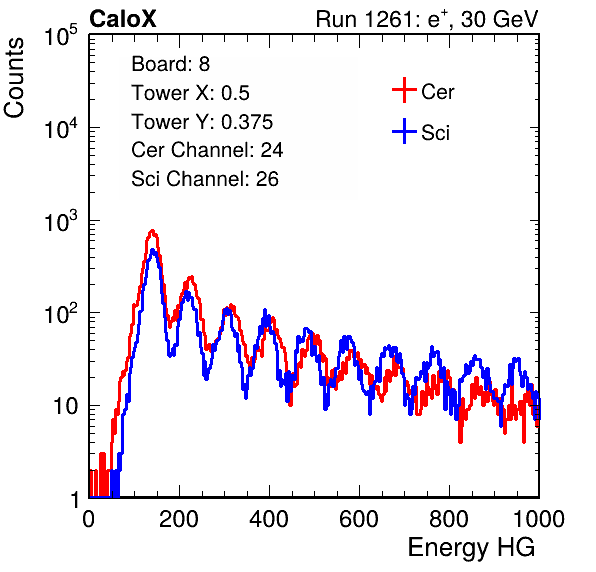 CaloX Run 1261: e⁺, 30 GeV
Counts
Board: 8
Tower X: 0.5
Tower Y: 0.375
Cer Channel: 24
Sci Channel: 26
Cer
Sci
10⁵
10⁴
10³
10²
10
1
0 200 400 600 800 1000
Energy HG